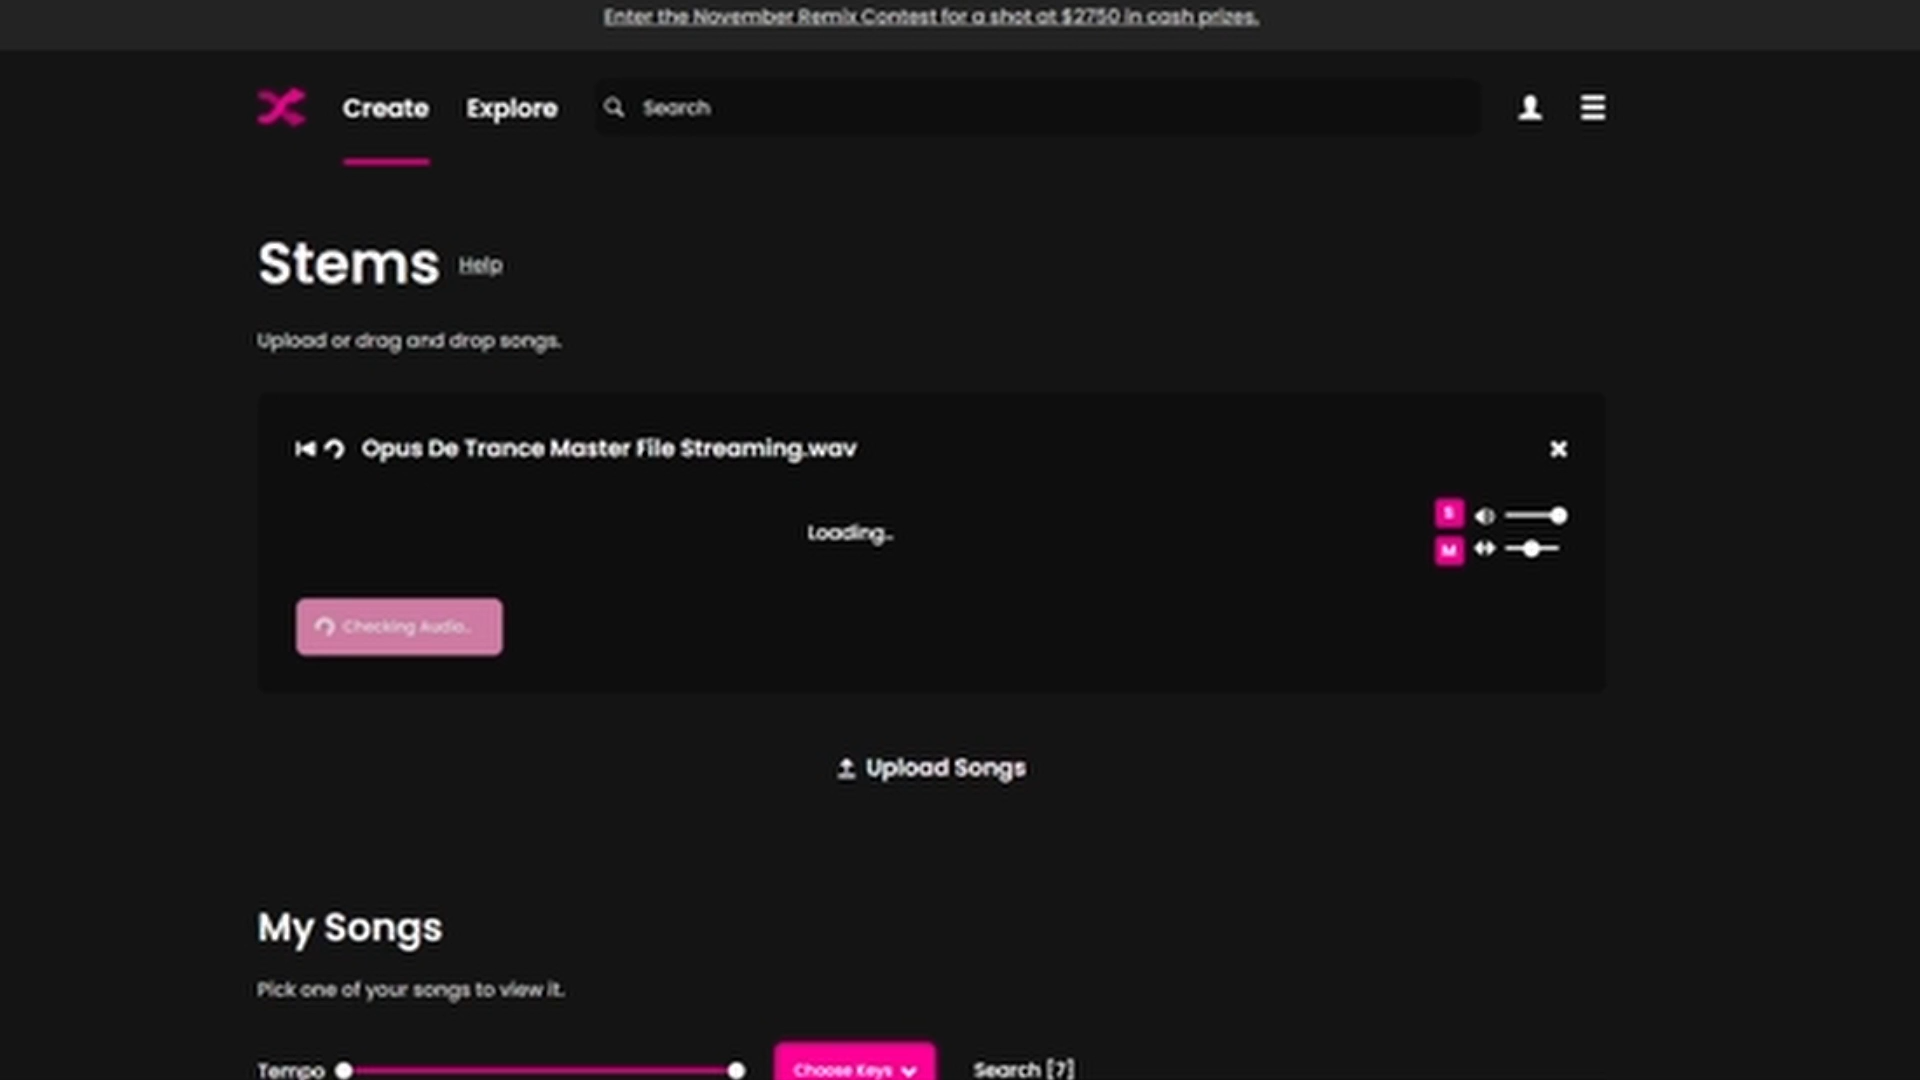 Enter the November Remix Contest for a shot at $2750 in cash prizes.
Create Explore Search
Stems Help
Upload or drag and drop songs.
Opus De Trance Master File Streaming.wav
S
Loading..
M
Checking Audio..
Upload Songs
My Songs
Pick one of your songs to view it.
Tempo Choose Keys Search [?]